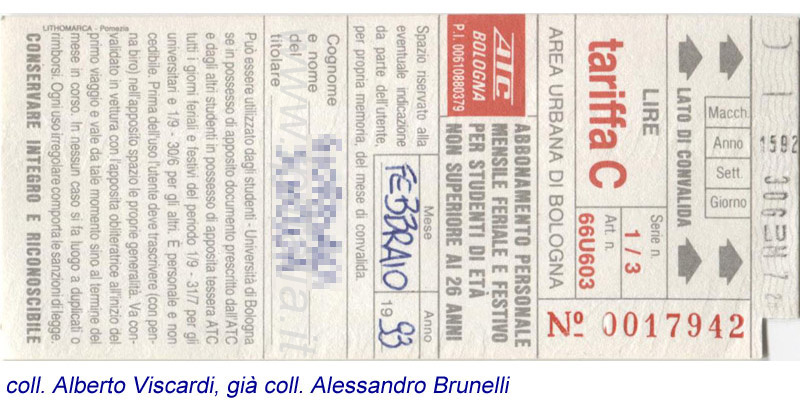 Macch.
Anno
Sett.
Giorno
LATO DI CONVALIDA
LIRE
tariffa C
AREA URBANA DI BOLOGNA
Serie n.
1/3
Art. n.
66U603
Nº 0017942
ATC
BOLOGNA
P.I. 00610880379
ABBONAMENTO PERSONALE
MENSILE FERIALE E FESTIVO
PER STUDENTI DI ETÀ
NON SUPERIORE AI 26 ANNI
Spazio riservato alla
eventuale indicazione
da parte dell'utente,
per propria memoria, del mese di convalida.
Mese
Anno
FEBBRAIO
1993
Cognome
e nome
del
titolare
Può essere utilizzato dagli studenti - Università di Bologna
se in possesso di apposito documento prescritto dall'ATC
e dagli altri studenti in possesso di apposita tessera ATC
tutti i giorni feriali e festivi del periodo 1/9 - 31/7 per gli
universitari e 1/9 - 30/6 per gli altri. È personale e non
cedibile. Prima dell'uso l'utente deve trascrivere (con pen-
na biro) nell'apposito spazio le proprie generalità. Va con-
validato in vettura con l'apposita obliteratrice all'inizio del
primo viaggio e vale da tale momento sino al termine del
mese in corso. In nessun caso si fa luogo a duplicati o
rimborsi. Ogni uso irregolare comporta le sanzioni di legge.
CONSERVARE INTEGRO E RICONOSCIBILE
LITHOMARCA - Pomezia
coll. Alberto Viscardi, già coll. Alessandro Brunelli